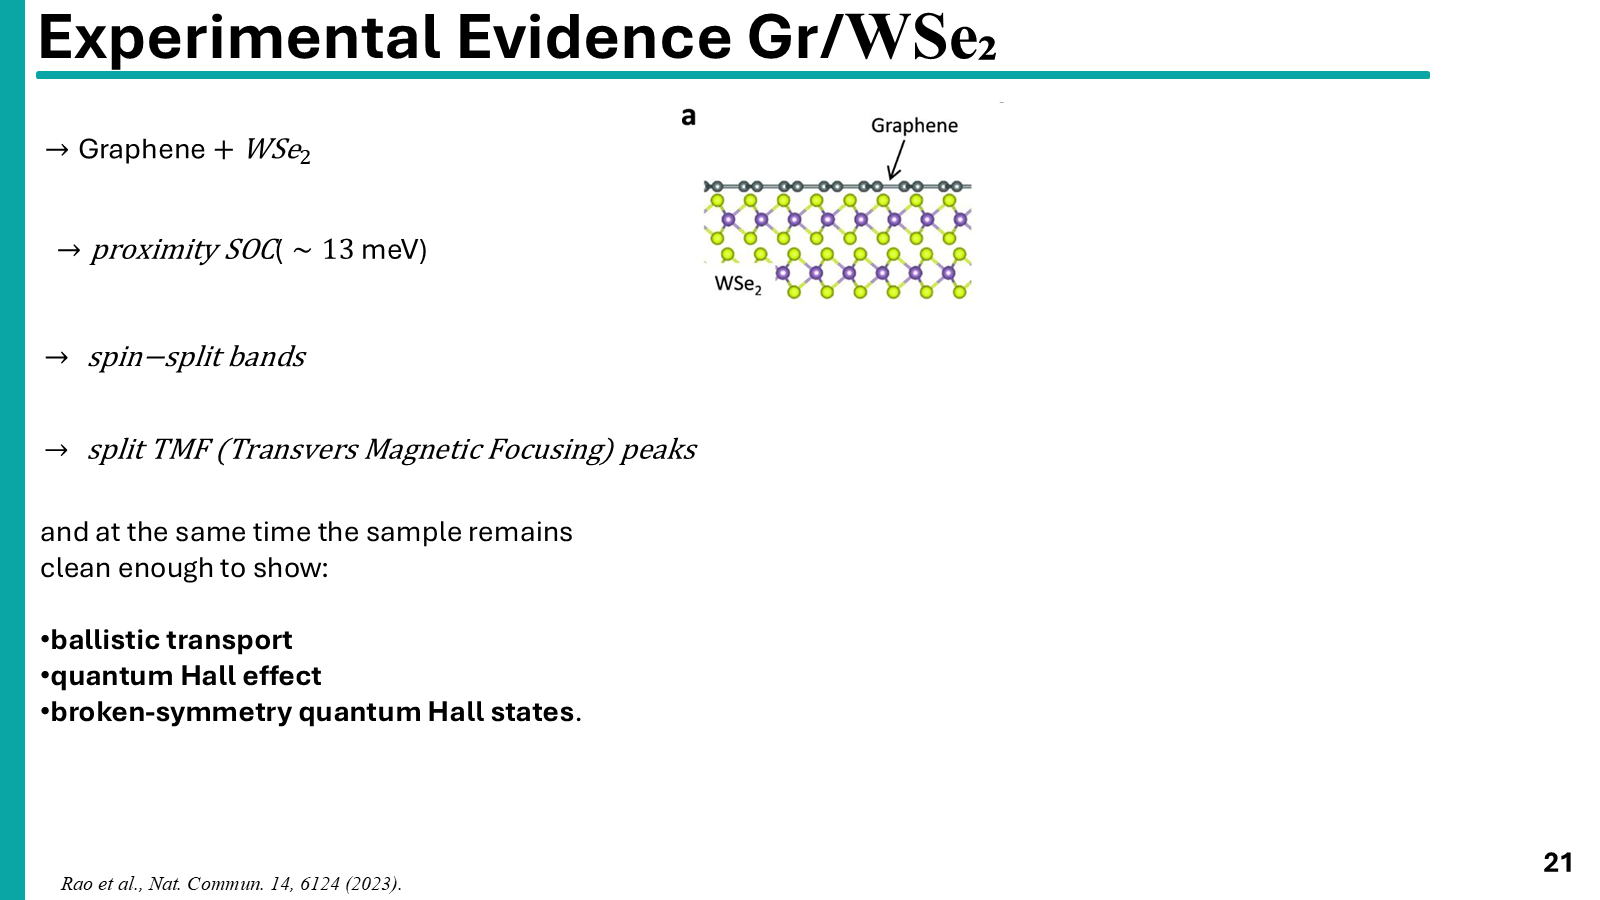 Experimental Evidence Gr/WSe₂
→ Graphene + WSe₂
→ proximity SOC( ~ 13 meV)
→ spin−split bands
→ split TMF (Transvers Magnetic Focusing) peaks
and at the same time the sample remains
clean enough to show:
•ballistic transport
•quantum Hall effect
•broken-symmetry quantum Hall states.
a
Graphene
WSe₂
Rao et al., Nat. Commun. 14, 6124 (2023).
21